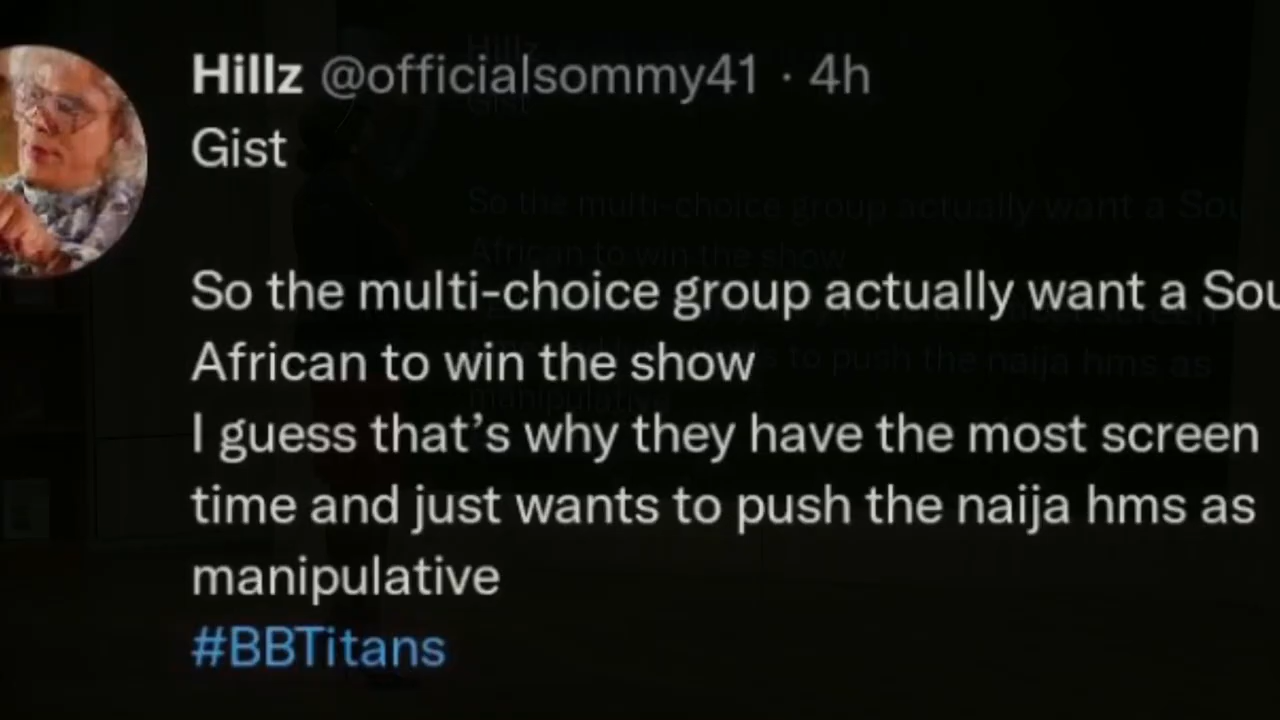 Hillz @officialsommy41 · 4h
Gist
So the multi-choice group actually want a Sou
African to win the show
I guess that's why they have the most screen
time and just wants to push the naija hms as
manipulative
#BBTitans